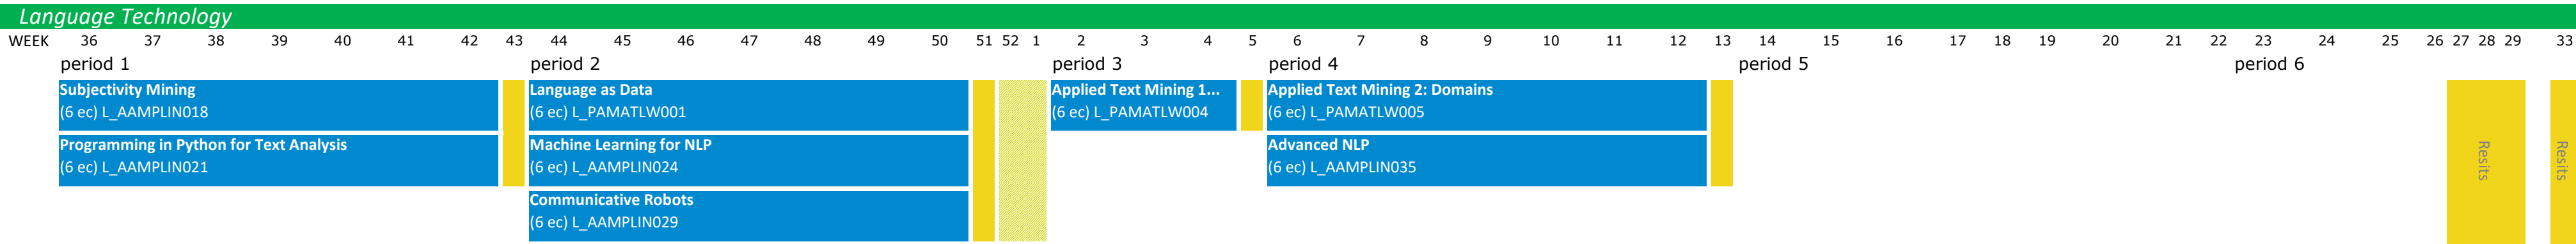 Language Technology
WEEK 36 37 38 39 40 41 42 43 44 45 46 47 48 49 50 51 52 1 2 3 4 5 6 7 8 9 10 11 12 13 14 15 16 17 18 19 20 21 22 23 24 25 26 27 28 29 33
period 1 period 2 period 3 period 4 period 5 period 6
Subjectivity Mining
(6 ec) L_AAMPLIN018
Programming in Python for Text Analysis
(6 ec) L_AAMPLIN021
Language as Data
(6 ec) L_PAMATLW001
Machine Learning for NLP
(6 ec) L_AAMPLIN024
Communicative Robots
(6 ec) L_AAMPLIN029
Applied Text Mining 1...
(6 ec) L_PAMATLW004
Applied Text Mining 2: Domains
(6 ec) L_PAMATLW005
Advanced NLP
(6 ec) L_AAMPLIN035
Resits
Resits